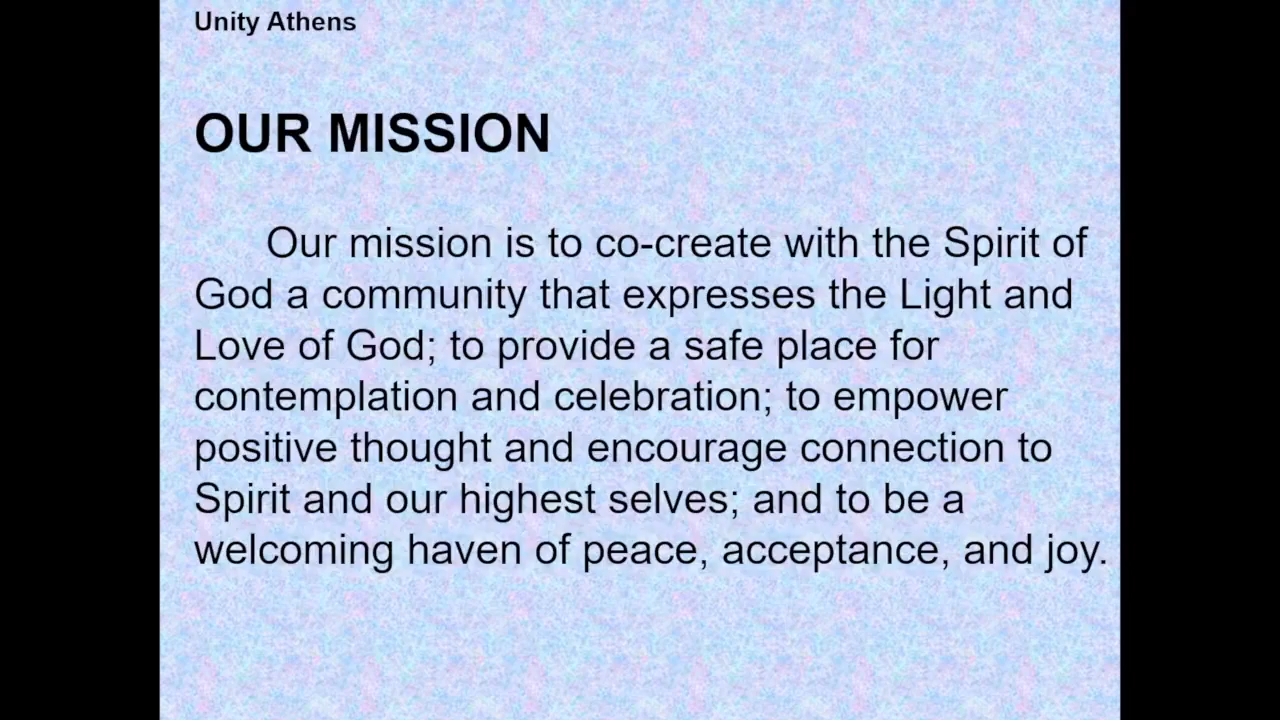 Unity Athens
OUR MISSION
Our mission is to co-create with the Spirit of
God a community that expresses the Light and
Love of God; to provide a safe place for
contemplation and celebration; to empower
positive thought and encourage connection to
Spirit and our highest selves; and to be a
welcoming haven of peace, acceptance, and joy.